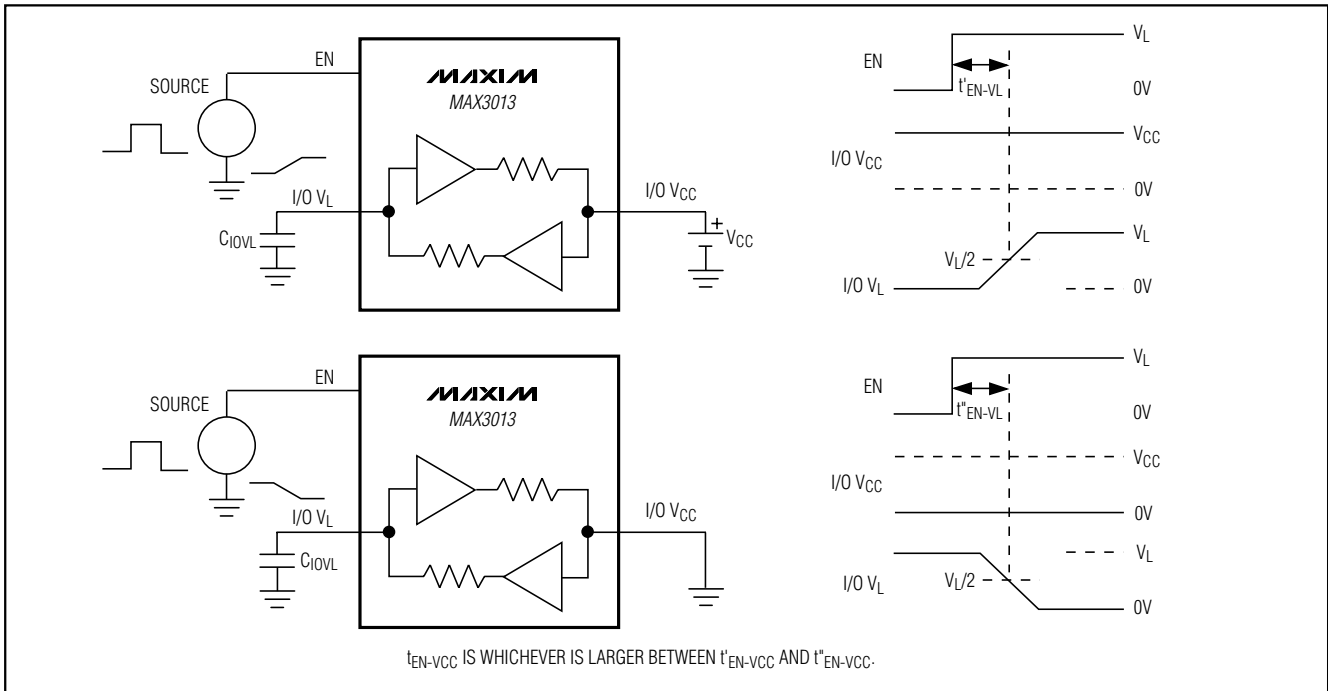 EN
SOURCE
MAXIM
MAX3013
I/O VL
CIOVL
I/O VCC
+
VCC
EN
VL
t'EN-VL
0V
I/O VCC
VCC
0V
I/O VL
VL/2
VL
0V
EN
SOURCE
MAXIM
MAX3013
I/O VL
CIOVL
I/O VCC
EN
VL
t"EN-VL
0V
I/O VCC
VCC
0V
I/O VL
VL/2
VL
0V
tEN-VCC IS WHICHEVER IS LARGER BETWEEN t'EN-VCC AND t"EN-VCC.